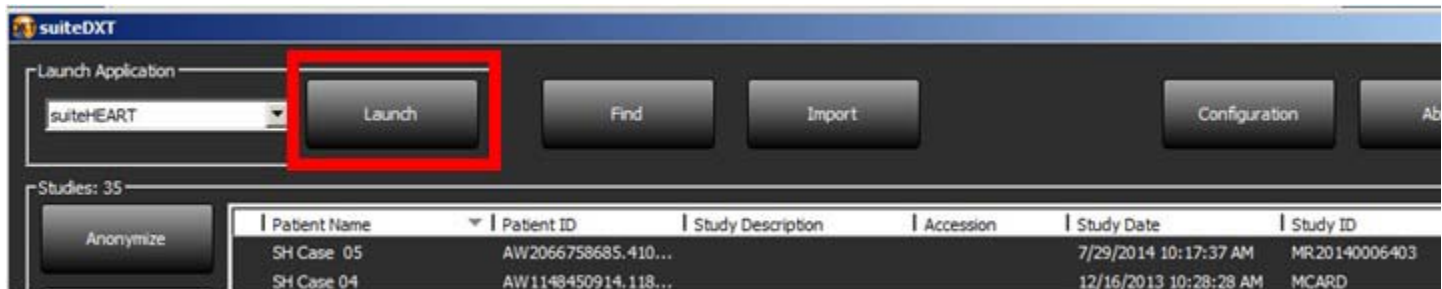 suiteDXT
Launch Application
suiteHEART Launch Find Import Configuration
Studies: 35
Anonymize
Patient Name Patient ID Study Description Accession Study Date Study ID
SH Case 05 AW2066758685.410... 7/29/2014 10:17:37 AM MR20140006403
SH Case 04 AW1148450914.118... 12/16/2013 10:28:28 AM MCARD